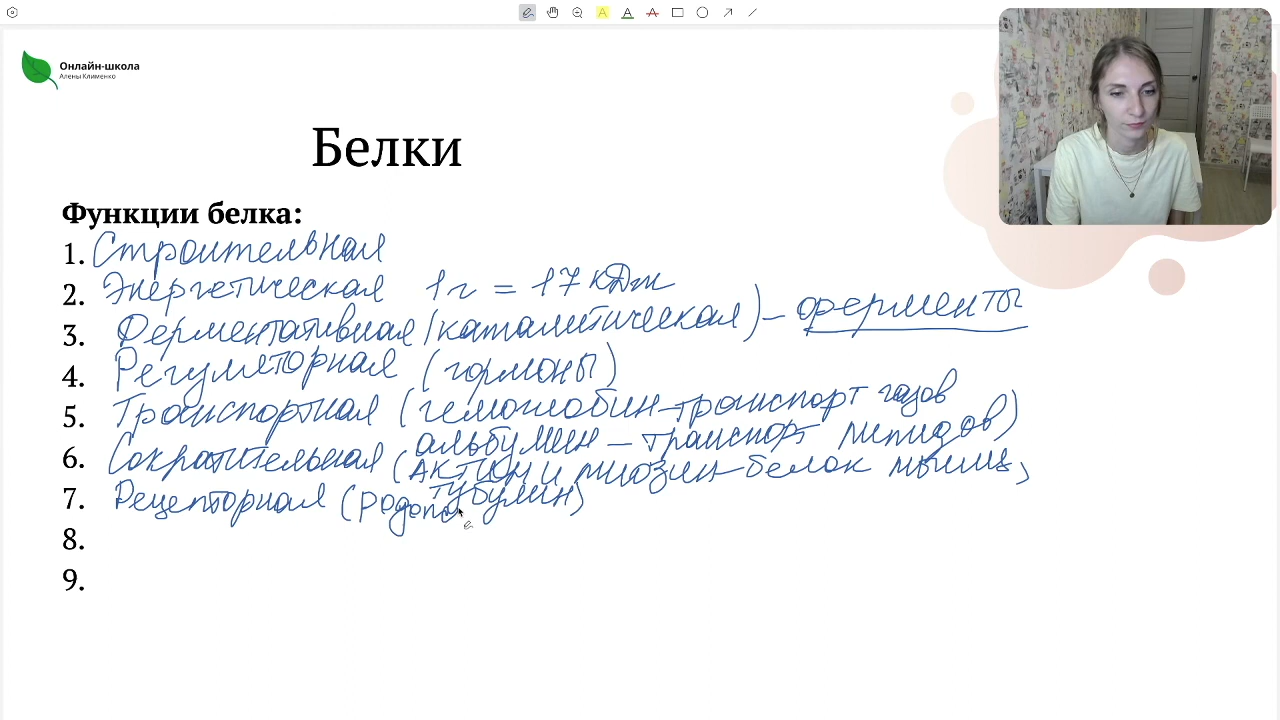 Онлайн-школа
Алены Клименко
Белки
Функции белка:
1. Строительная
2. Энергетическая 1г = 17 кДж
3. Ферментативная (каталитическая) – ферменты
4. Регуляторная (гормоны)
5. Транспортная (гемоглобин – транспорт газов
альбумин – транспорт липидов)
6. Сократительная (актин и миозин – белок мышц,
тубулин)
7. Рецепторная (родопс
8.
9.